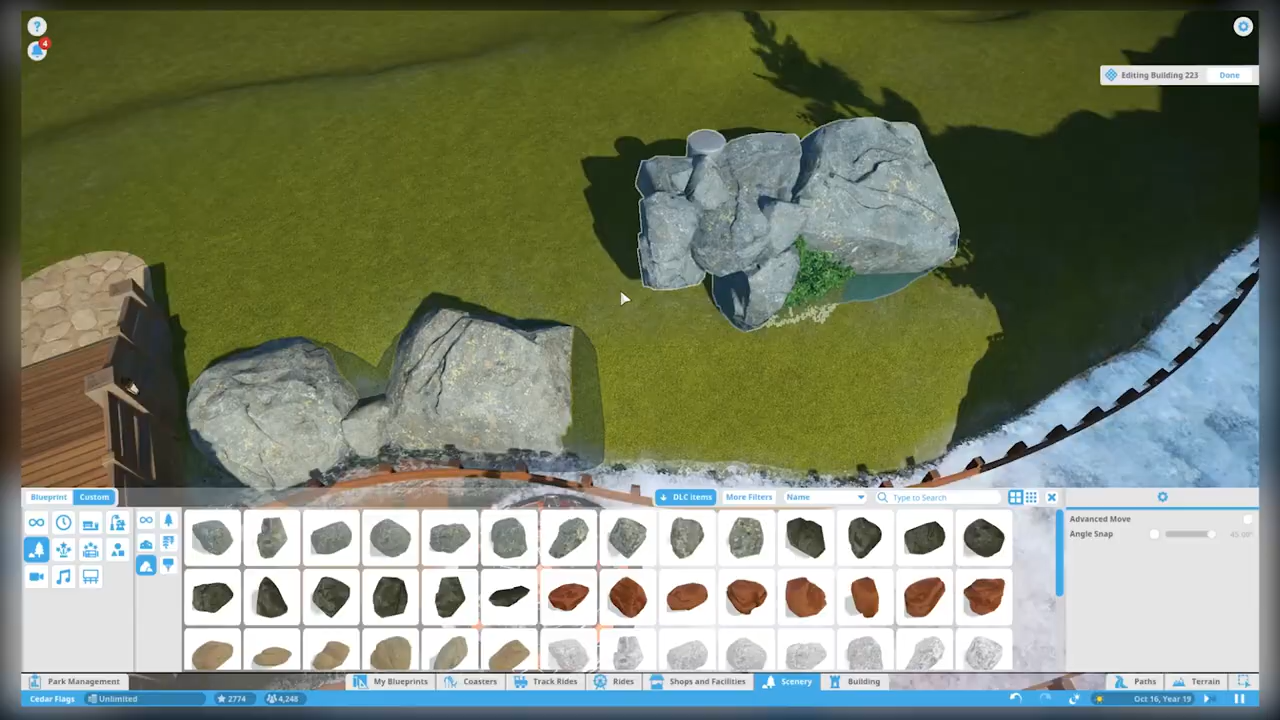 ?
4
Editing Building 223 Done
Blueprint Custom DLC Items More Filters Name Type to Search
Advanced Move
Angle Snap
Park Management My Blueprints Coasters Track Rides Rides Shops and Facilities Scenery Building Paths Terrain
Cedar Flags Unlimited 2774 4,248 Oct 16, Year 19